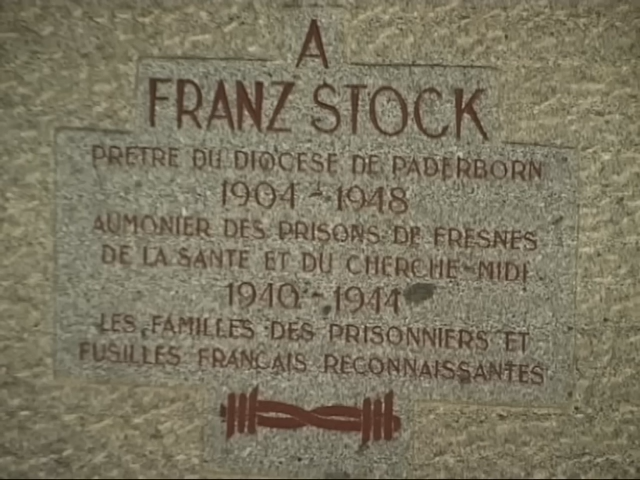 A
FRANZ STOCK
PRETRE DU DIOCESE DE PADERBORN
1904 - 1948
AUMONIER DES PRISONS DE FRESNES
DE LA SANTE ET DU CHERCHE-MIDI
1940 - 1944
LES FAMILLES DES PRISONNIERS ET
FUSILLES FRANÇAIS RECONNAISSANTES